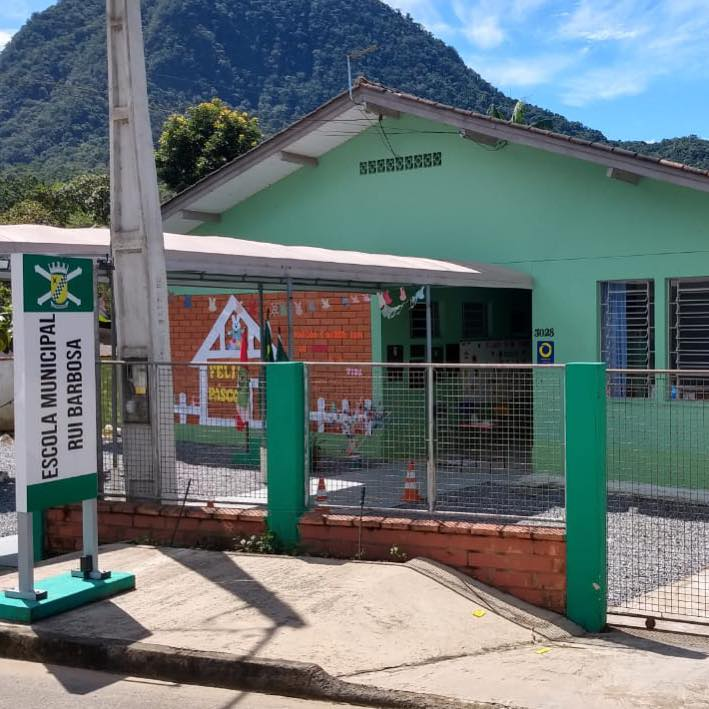 ESCOLA MUNICIPAL
RUI BARBOSA
3028
FELIZ
PÁSCOA